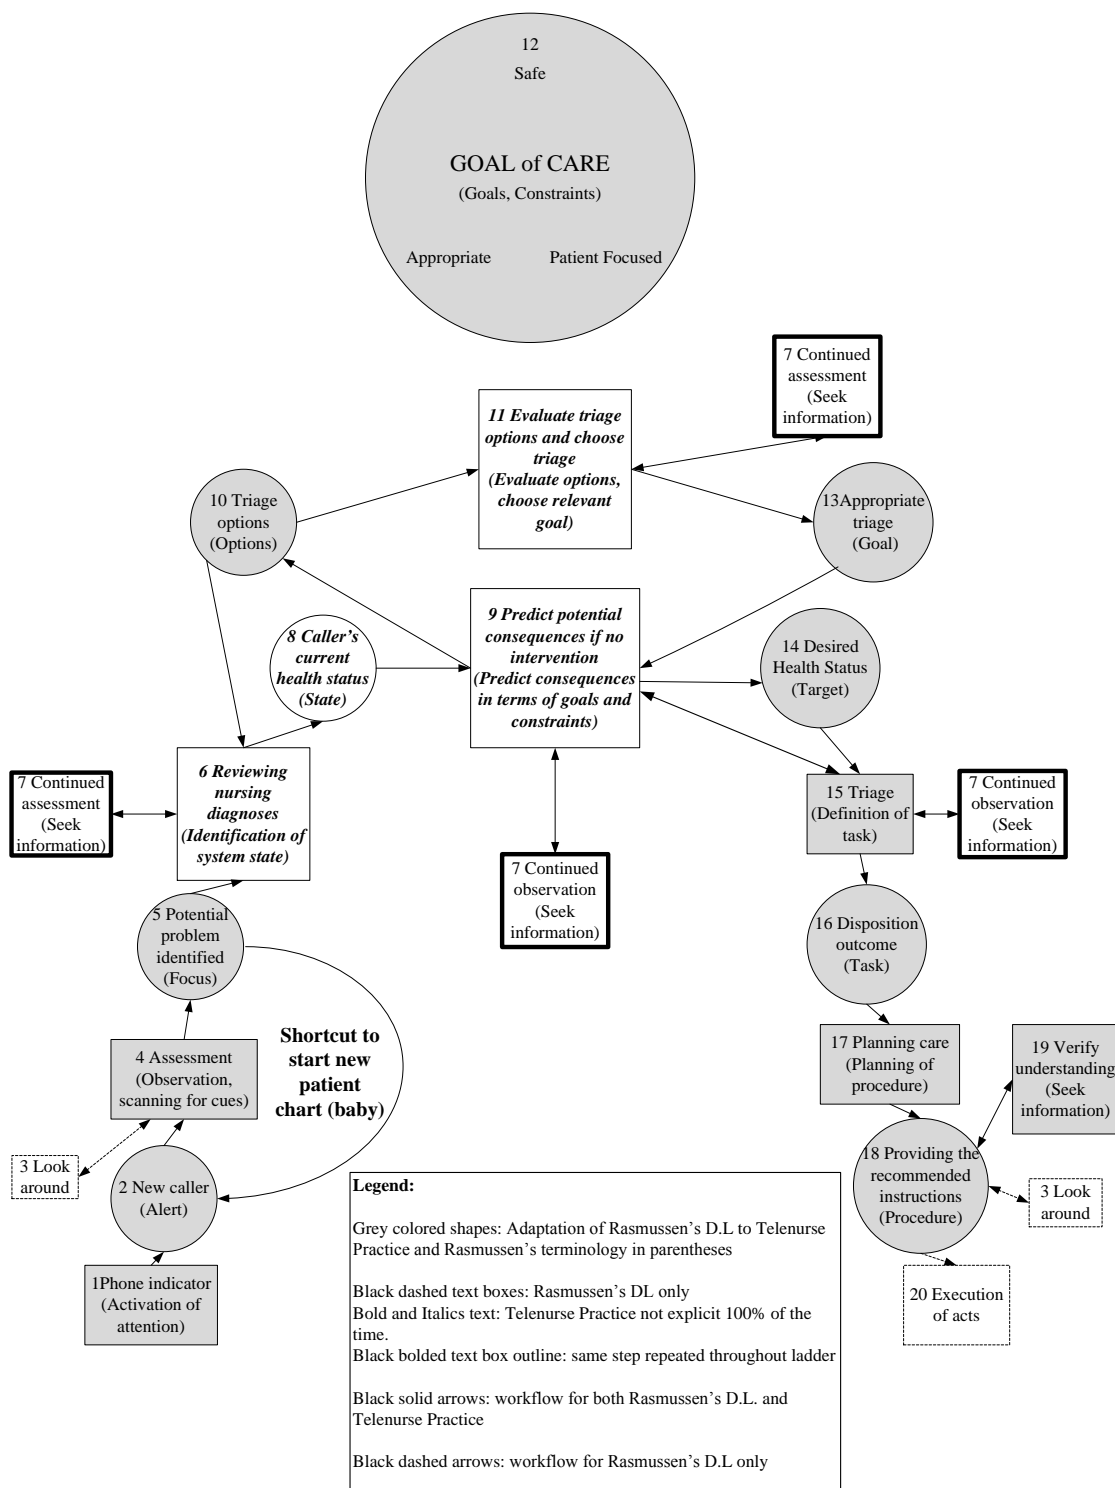 12
Safe
GOAL of CARE
(Goals, Constraints)
Appropriate
Patient Focused
7 Continued
assessment
(Seek
information)
11 Evaluate triage
options and choose
triage
(Evaluate options,
choose relevant
goal)
10 Triage
options
(Options)
13Appropriate
triage
(Goal)
9 Predict potential
consequences if no
intervention
(Predict consequences
in terms of goals and
constraints)
8 Caller's
current
health status
(State)
14 Desired
Health Status
(Target)
6 Reviewing
nursing
diagnoses
(Identification of
system state)
7 Continued
assessment
(Seek
information)
15 Triage
(Definition of
task)
7 Continued
observation
(Seek
information)
7 Continued
observation
(Seek
information)
5 Potential
problem
identified
(Focus)
16 Disposition
outcome
(Task)
Shortcut to
start new
patient
chart (baby)
4 Assessment
(Observation,
scanning for cues)
17 Planning care
(Planning of
procedure)
19 Verify
understanding
(Seek
information)
3 Look
around
2 New caller
(Alert)
18 Providing the
recommended
instructions
(Procedure)
3 Look
around
1Phone indicator
(Activation of
attention)
20 Execution
of acts
Legend:
Grey colored shapes: Adaptation of Rasmussen's D.L to Telenurse
Practice and Rasmussen's terminology in parentheses
Black dashed text boxes: Rasmussen's DL only
Bold and Italics text: Telenurse Practice not explicit 100% of the
time.
Black bolded text box outline: same step repeated throughout ladder
Black solid arrows: workflow for both Rasmussen's D.L. and
Telenurse Practice
Black dashed arrows: workflow for Rasmussen's D.L only